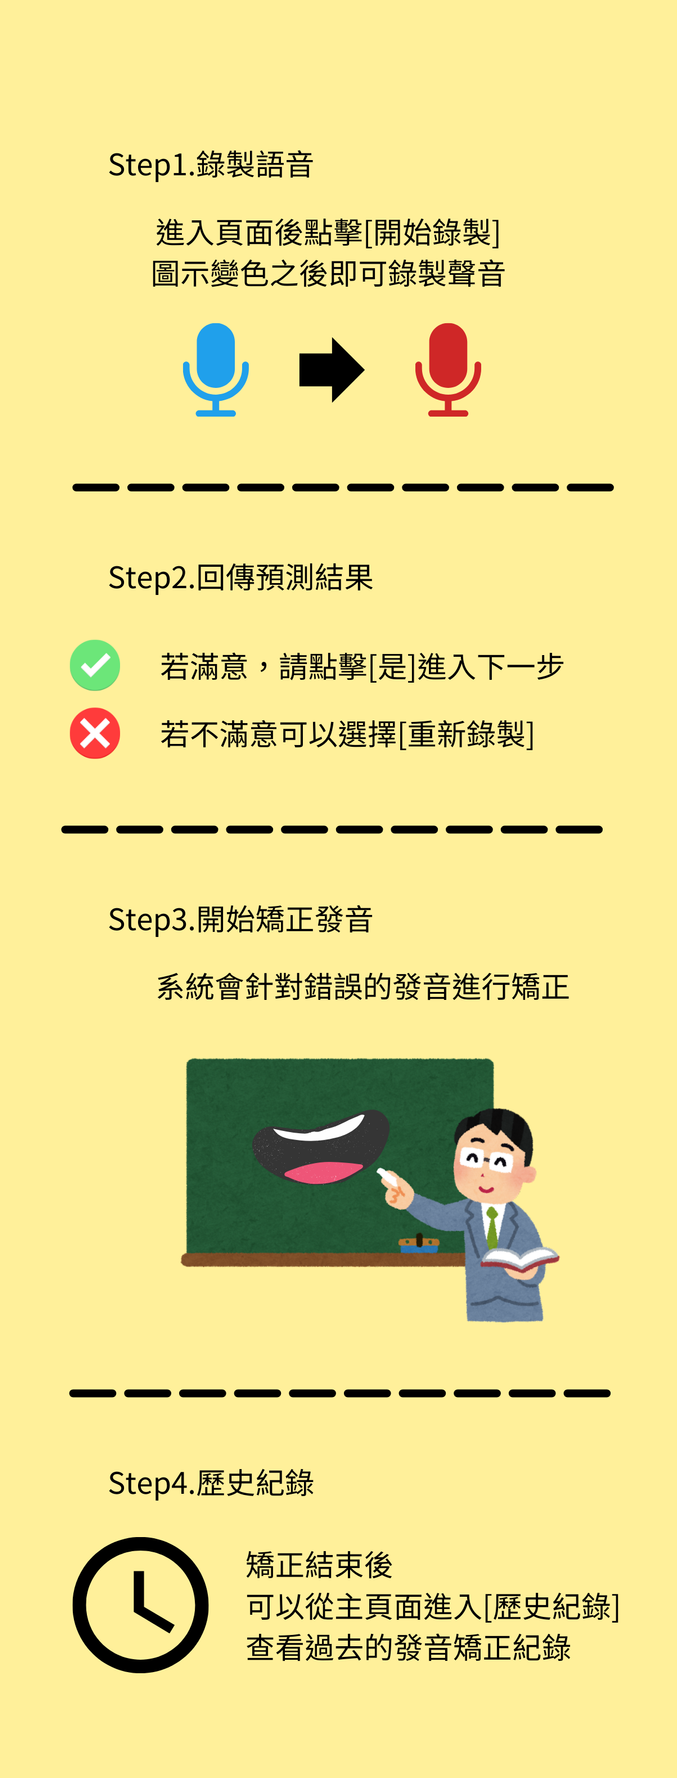 Step1.錄製語音
進入頁面後點擊[開始錄製]
圖示變色之後即可錄製聲音
Step2.回傳預測結果
若滿意，請點擊[是]進入下一步
若不滿意可以選擇[重新錄製]
Step3.開始矯正發音
系統會針對錯誤的發音進行矯正
Step4.歷史紀錄
矯正結束後
可以從主頁面進入[歷史紀錄]
查看過去的發音矯正紀錄